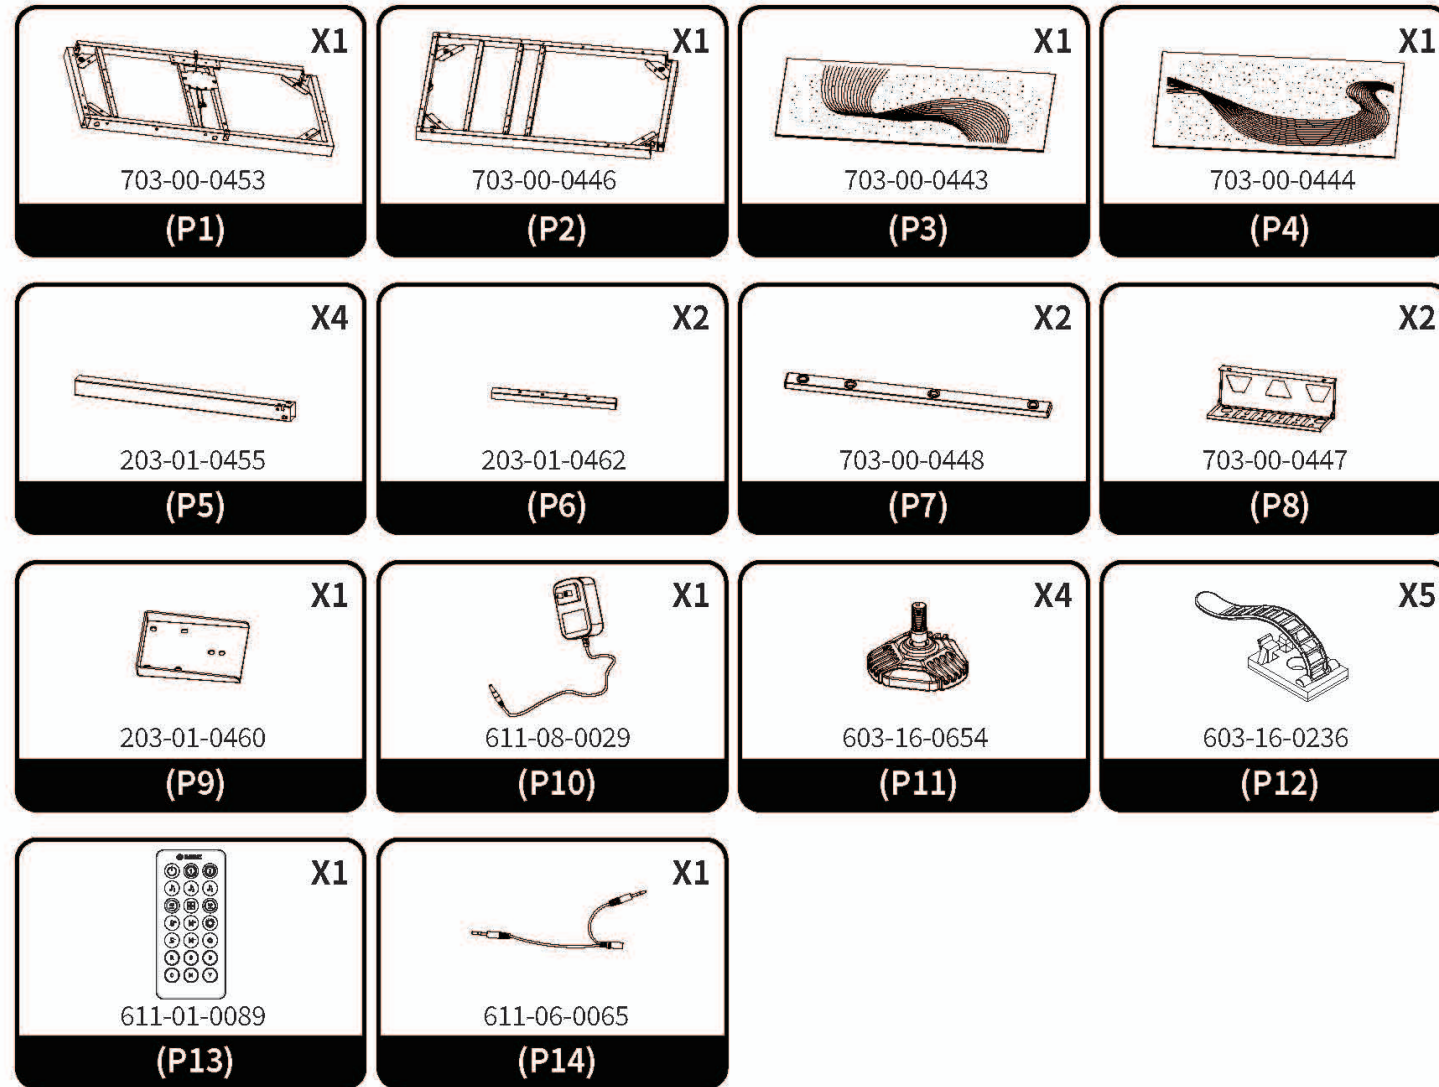 X1
703-00-0453
(P1)
X1
703-00-0446
(P2)
X1
703-00-0443
(P3)
X1
703-00-0444
(P4)
X4
203-01-0455
(P5)
X2
203-01-0462
(P6)
X2
703-00-0448
(P7)
X2
703-00-0447
(P8)
X1
203-01-0460
(P9)
X1
611-08-0029
(P10)
X4
603-16-0654
(P11)
X5
603-16-0236
(P12)
X1
611-01-0089
(P13)
X1
611-06-0065
(P14)